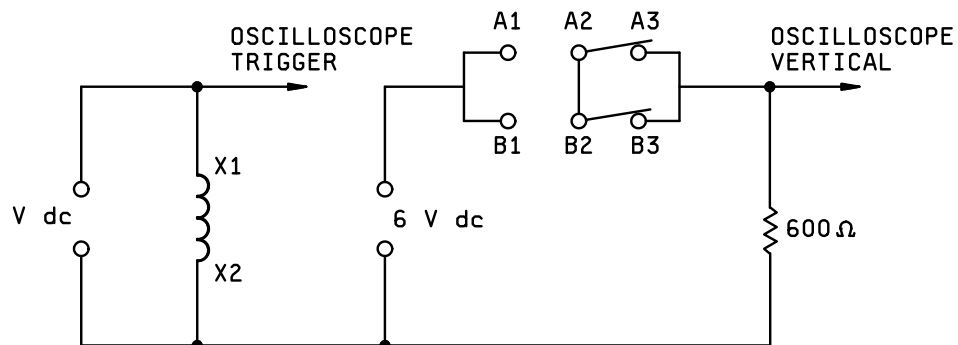 A1 A2 A3
OSCILLOSCOPE
TRIGGER
OSCILLOSCOPE
VERTICAL
B1 B2 B3
X1
V dc
6 V dc
600Ω
X2